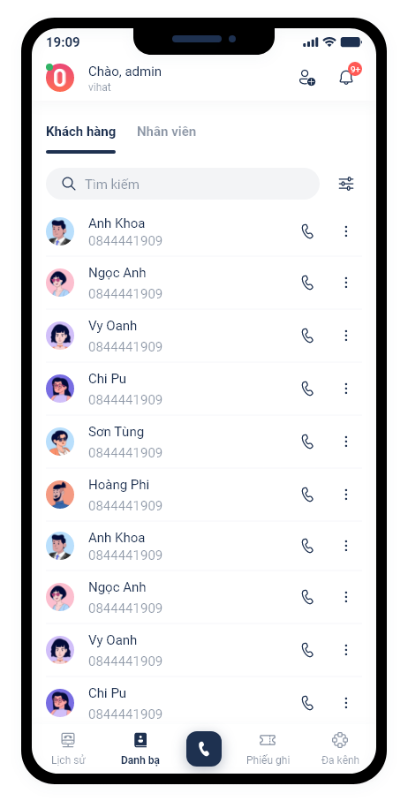 19:09
Chào, admin
vihat
9+
Khách hàng
Nhân viên
Tìm kiếm
Anh Khoa
0844441909
Ngọc Anh
0844441909
Vy Oanh
0844441909
Chi Pu
0844441909
Sơn Tùng
0844441909
Hoàng Phi
0844441909
Anh Khoa
0844441909
Ngọc Anh
0844441909
Vy Oanh
0844441909
Chi Pu
0844441909
Lịch sử
Danh bạ
Phiếu ghi
Đa kênh